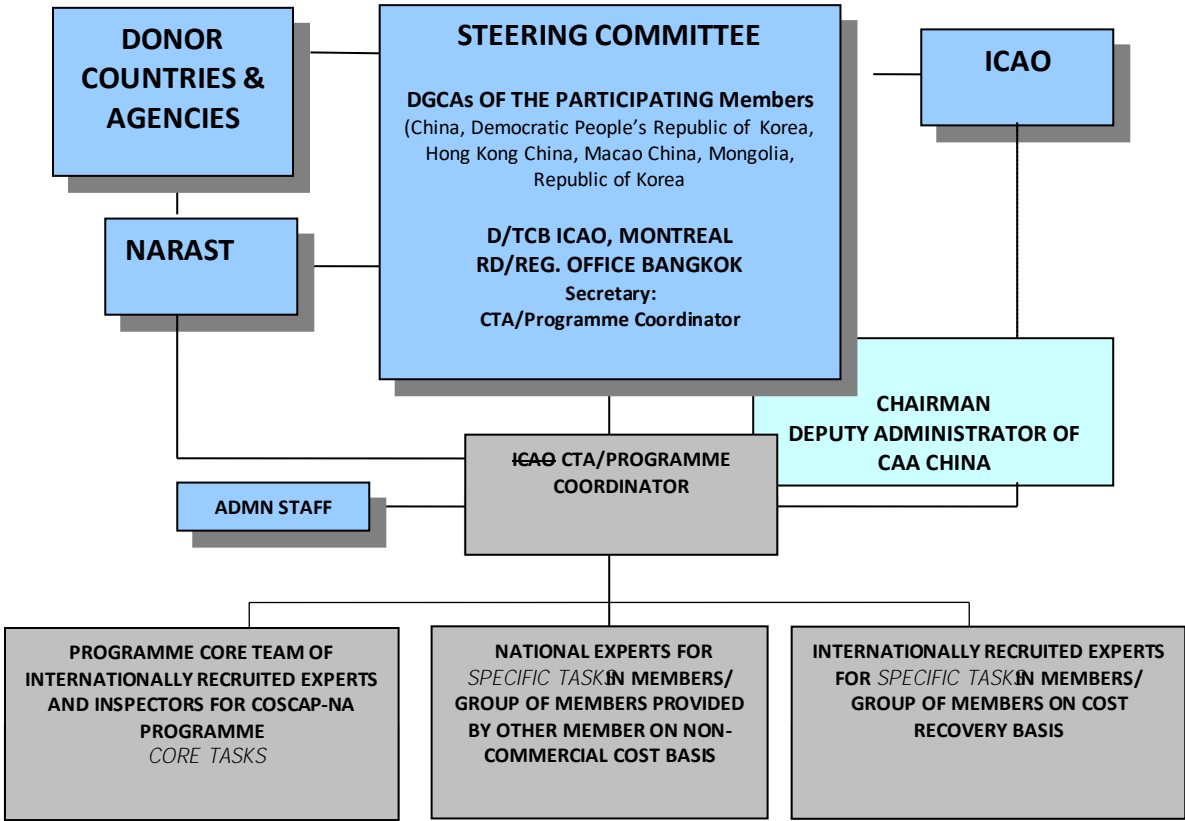 DONOR
COUNTRIES &
AGENCIES
STEERING COMMITTEE
DGCAs OF THE PARTICIPATING Members
(China, Democratic People’s Republic of Korea,
Hong Kong China, Macao China, Mongolia,
Republic of Korea
D/TCB ICAO, MONTREAL
RD/REG. OFFICE BANGKOK
Secretary:
CTA/Programme Coordinator
ICAO
NARAST
CHAIRMAN
DEPUTY ADMINISTRATOR OF
CAA CHINA
ICAO CTA/PROGRAMME
COORDINATOR
ADMN STAFF
PROGRAMME CORE TEAM OF
INTERNATIONALLY RECRUITED EXPERTS
AND INSPECTORS FOR COSCAP-NA
PROGRAMME
CORE TASKS
NATIONAL EXPERTS FOR
SPECIFIC TASKS IN MEMBERS/
GROUP OF MEMBERS PROVIDED
BY OTHER MEMBER ON NON-
COMMERCIAL COST BASIS
INTERNATIONALLY RECRUITED EXPERTS
FOR SPECIFIC TASKS IN MEMBERS/
GROUP OF MEMBERS ON COST
RECOVERY BASIS